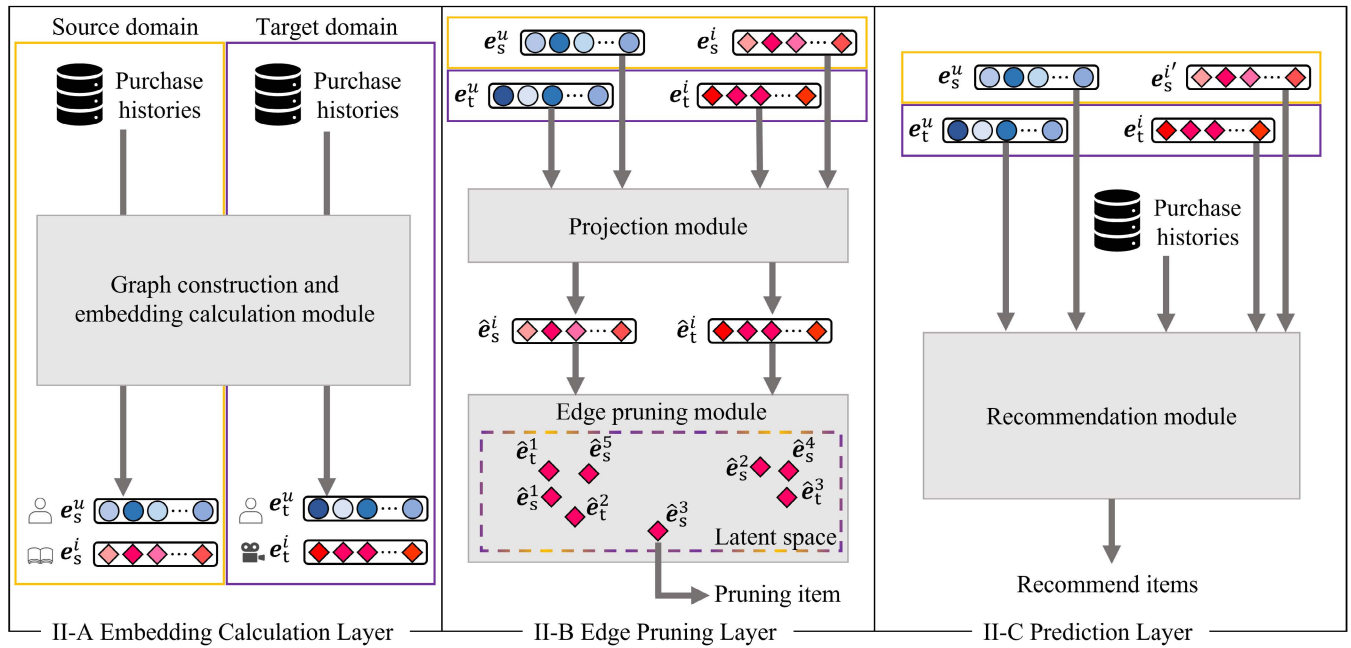 Source domain
Target domain
Purchase
histories
Purchase
histories
Graph construction and
embedding calculation module
e_s^u
e_s^i
e_t^u
e_t^i
II-A Embedding Calculation Layer
e_s^u
e_s^i
e_t^u
e_t^i
Projection module
ê_s^i
ê_t^i
Edge pruning module
ê_t^1
ê_s^5
ê_s^1
ê_t^2
ê_s^3
ê_s^2
ê_s^4
ê_t^3
Latent space
Pruning item
II-B Edge Pruning Layer
e_s^u
e_s^i′
e_t^u
e_t^i
Purchase
histories
Recommendation module
Recommend items
II-C Prediction Layer